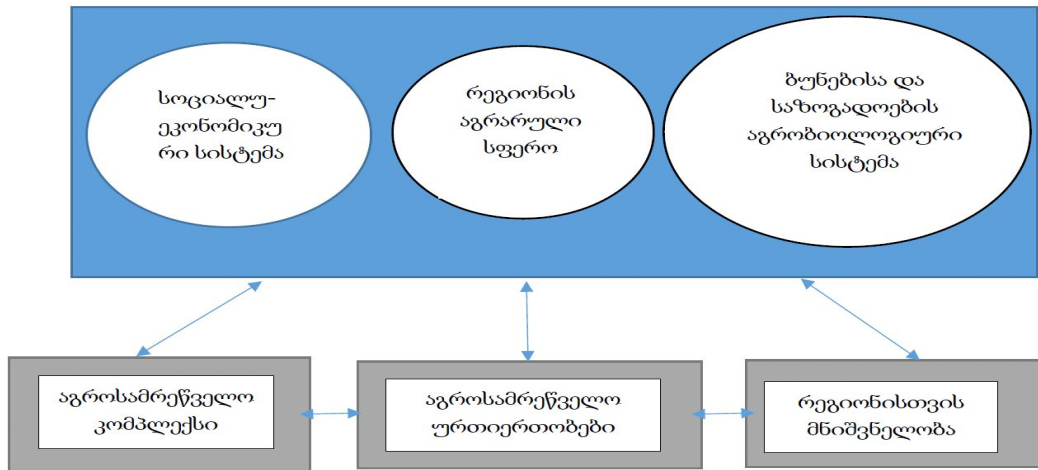 სოციალუ-
ეკონომიკუ
რი სისტემა
რეგიონის
აგრარული
სფერო
ბუნებისა და
საზოგადოების
აგრობიოლოგიური
სისტემა
აგროსამრეწველო
კომპლექსი
აგროსამრეწველო
ურთიერთობები
რეგიონისთვის
მნიშვნელობა